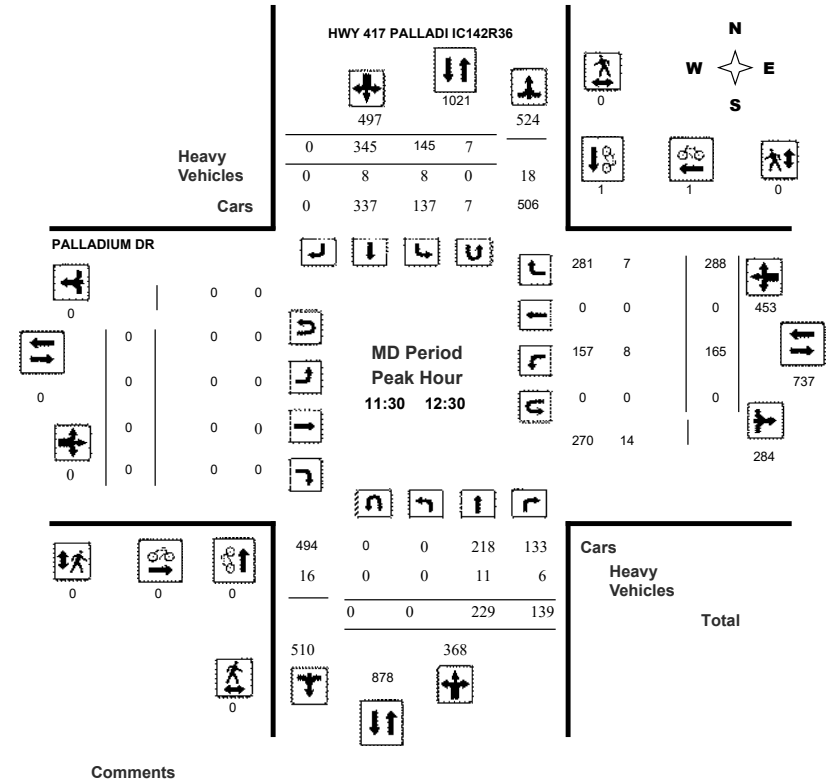 HWY 417 PALLADI IC142R36
N
W E
S
1021
0
497 524
0 345 145 7
Heavy
Vehicles
0 8 8 0 18
Cars
0 337 137 7 506
1 1 0
PALLADIUM DR
0
0 0
0 0 0
0
0 0 0
0 0 0
0
0 0 0
281 7 288
453
0 0 0
157 8 165
737
0 0 0
270 14
284
MD Period
Peak Hour
11:30 12:30
0 0 0
494 0 0 218 133
Cars
16 0 0 11 6
Heavy
Vehicles
0 0 229 139
Total
510 368
878
0
Comments